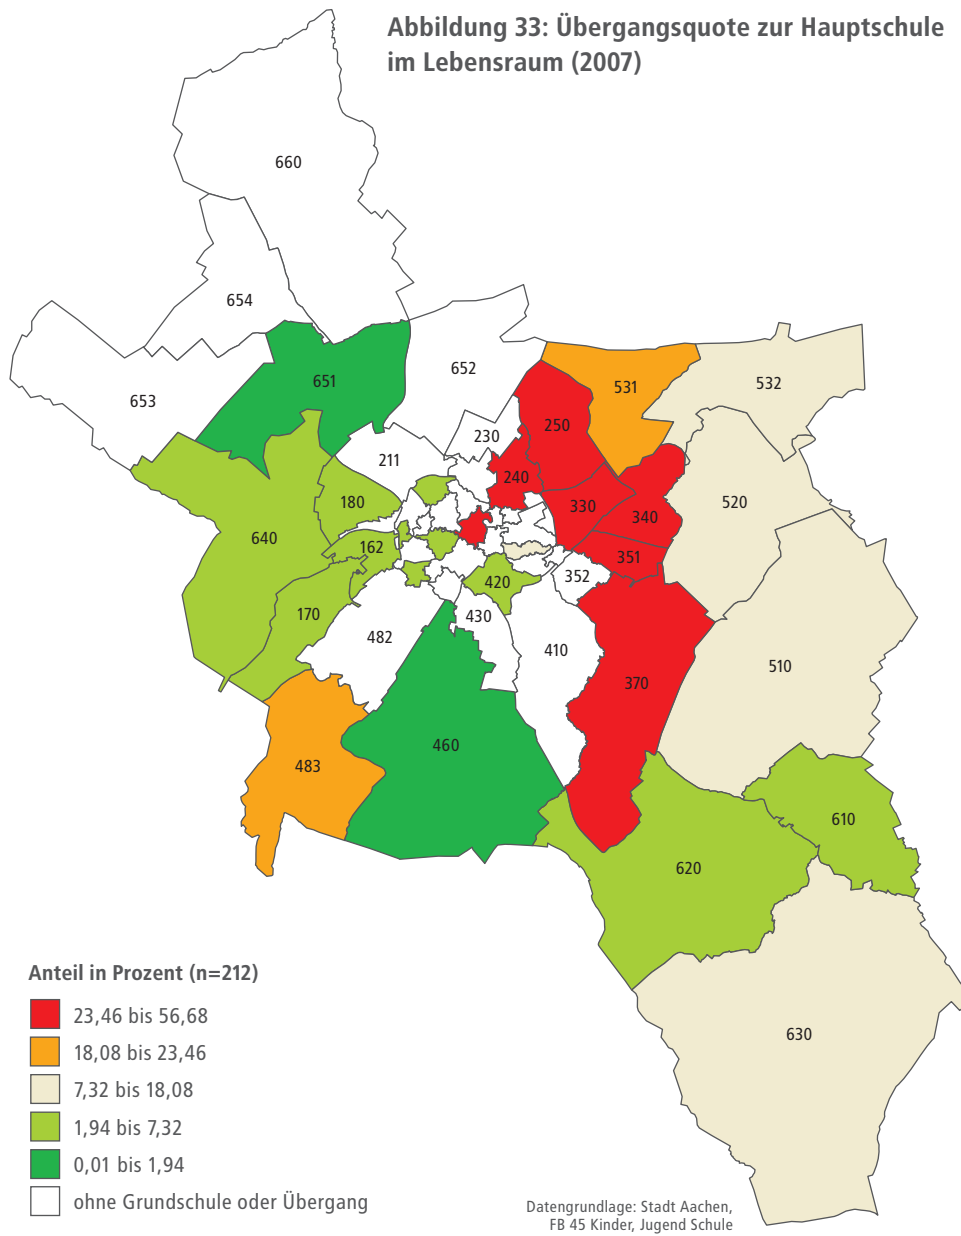 Abbildung 33: Übergangsquote zur Hauptschule
im Lebensraum (2007)
660
654
653
651
652
531
532
250
230
211
240
180
330
340
520
640
162
351
352
420
170
430
482
410
510
370
460
483
610
620
630
Anteil in Prozent (n=212)
23,46 bis 56,68
18,08 bis 23,46
7,32 bis 18,08
1,94 bis 7,32
0,01 bis 1,94
ohne Grundschule oder Übergang
Datengrundlage: Stadt Aachen,
FB 45 Kinder, Jugend Schule